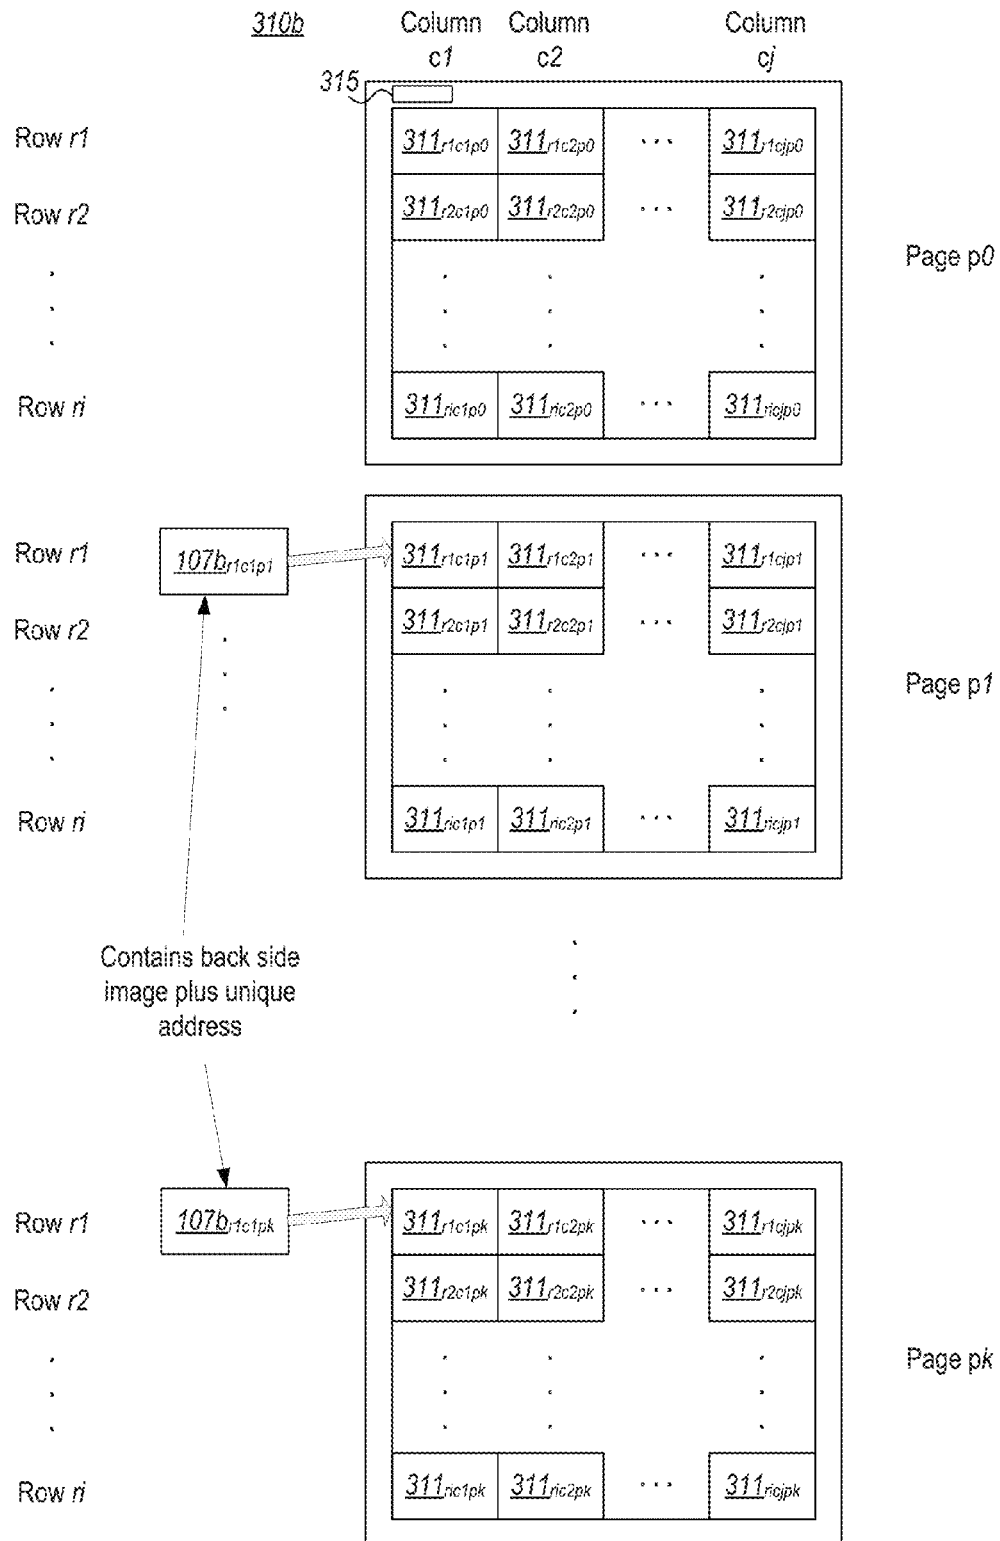 310b
Column c1
Column c2
Column cj
315
Row r1
311r1c1p0 311r1c2p0 . . . 311r1cjp0
Row r2
311r2c1p0 311r2c2p0 . . . 311r2cjp0
Page p0
Row ri
311ric1p0 311ric2p0 . . . 311ricjp0
Row r1
107br1c1p1
311r1c1p1 311r1c2p1 . . . 311r1cjp1
Row r2
311r2c1p1 311r2c2p1 . . . 311r2cjp1
Page p1
Row ri
311ric1p1 311ric2p1 . . . 311ricjp1
Contains back side
image plus unique
address
Row r1
107br1c1pk
311r1c1pk 311r1c2pk . . . 311r1cjpk
Row r2
311r2c1pk 311r2c2pk . . . 311r2cjpk
Page pk
Row ri
311ric1pk 311ric2pk . . . 311ricjpk